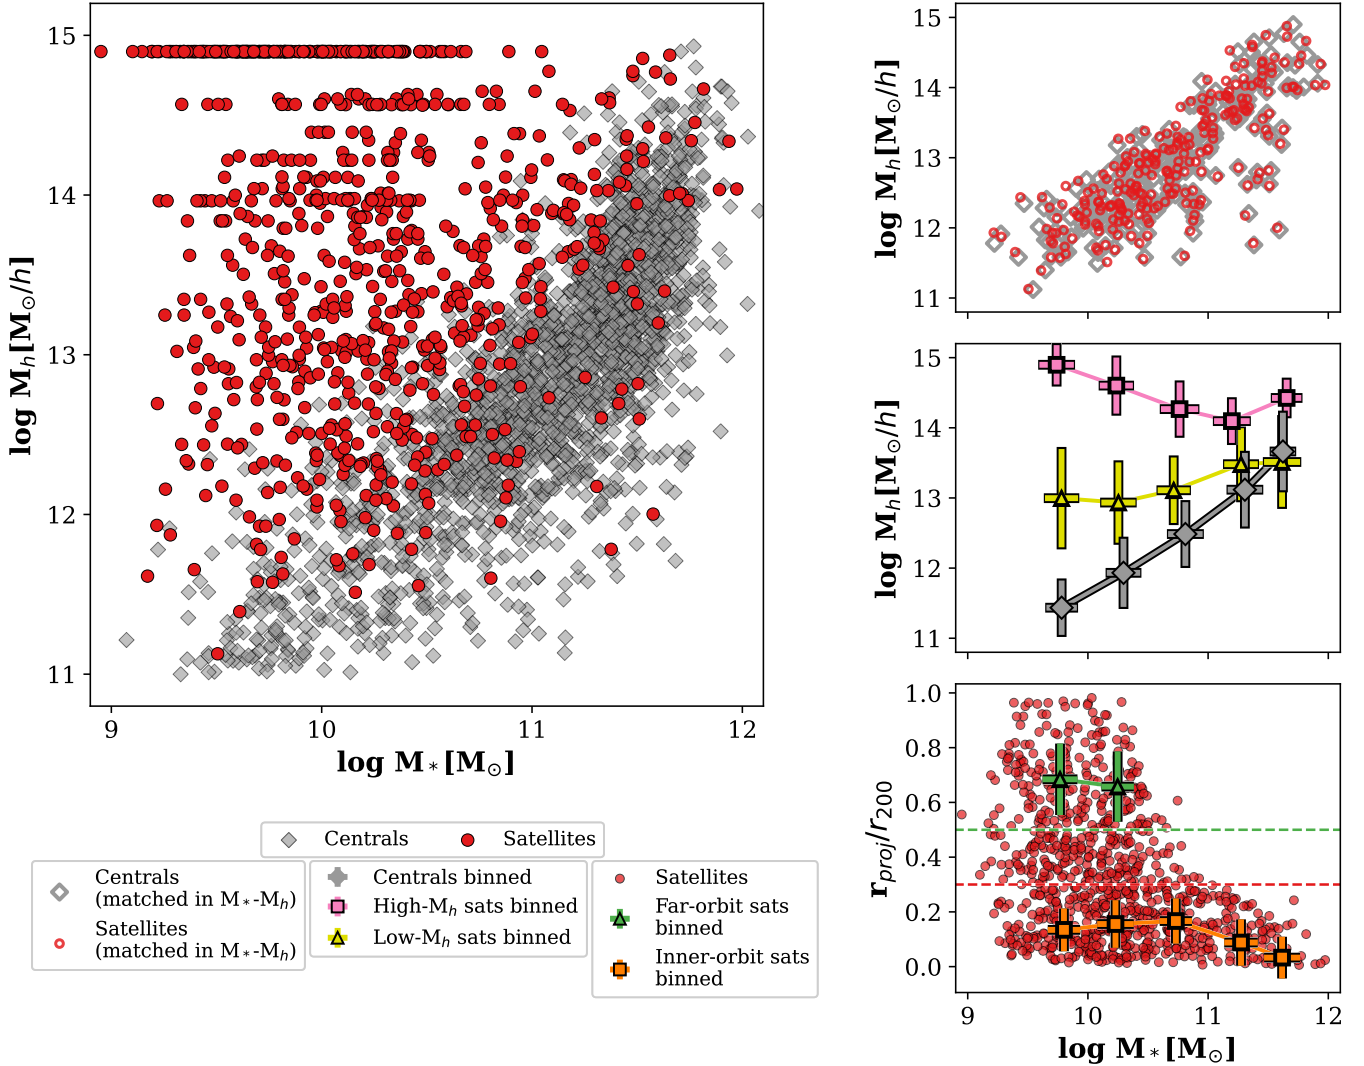 15
14
13
12
11
log M_h[M_⊙/h]
9
10
11
12
log M_*[M_⊙]
15
14
13
12
11
log M_h[M_⊙/h]
15
14
13
12
11
log M_h[M_⊙/h]
1.0
0.8
0.6
0.4
0.2
0.0
r_proj/r_200
9
10
11
12
log M_*[M_⊙]
Centrals
Satellites
Centrals
(matched in M_*-M_h)
Satellites
(matched in M_*-M_h)
Centrals binned
High-M_h sats binned
Low-M_h sats binned
Satellites
Far-orbit sats
binned
Inner-orbit sats
binned